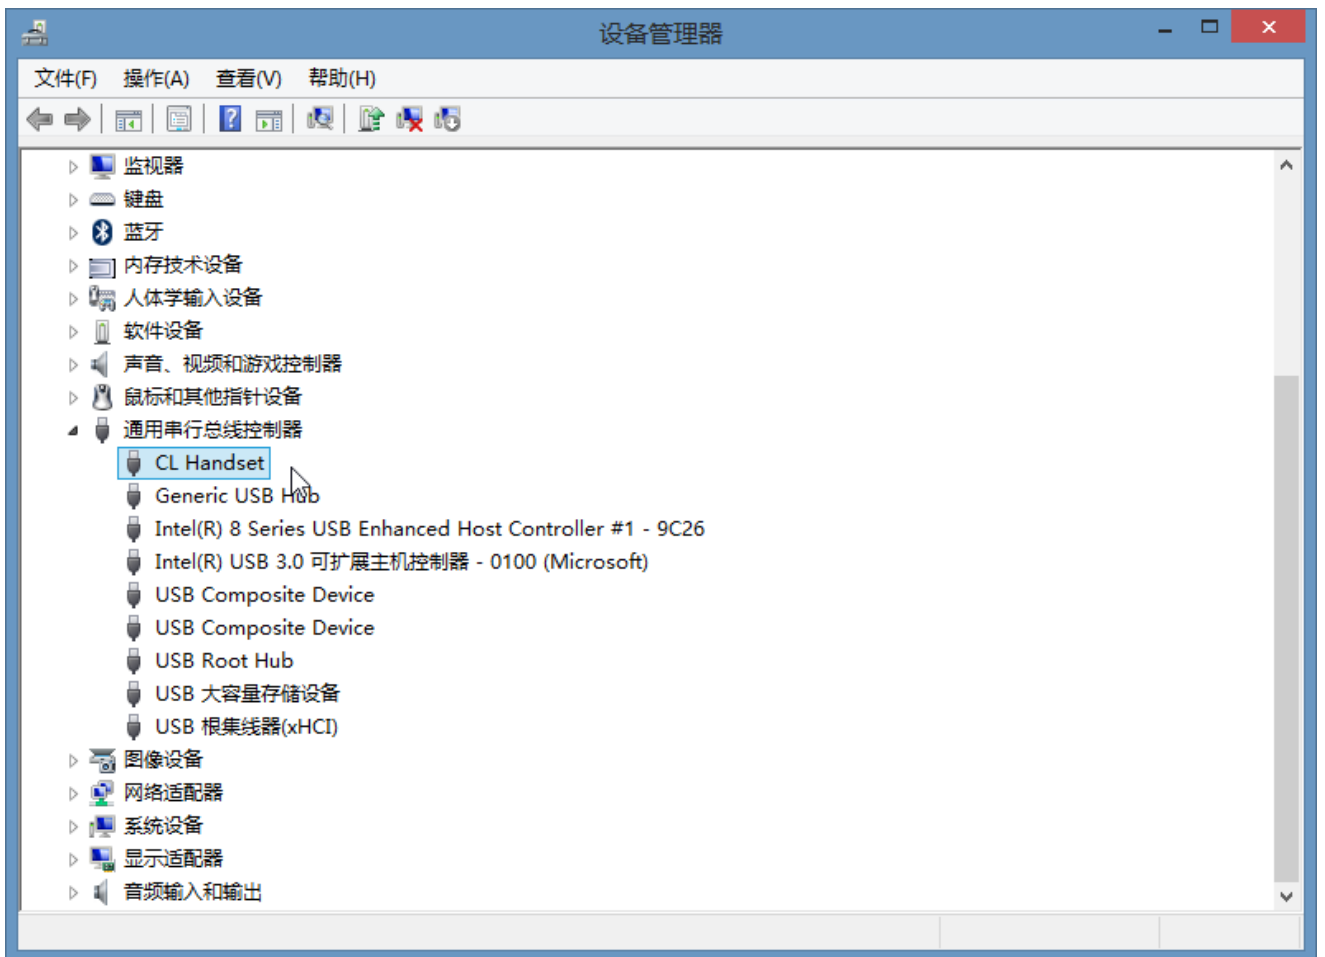 设备管理器
文件(F) 操作(A) 查看(V) 帮助(H)
监视器
键盘
蓝牙
内存技术设备
人体学输入设备
软件设备
声音、视频和游戏控制器
鼠标和其他指针设备
通用串行总线控制器
CL Handset
Generic USB Hub
Intel(R) 8 Series USB Enhanced Host Controller #1 - 9C26
Intel(R) USB 3.0 可扩展主机控制器 - 0100 (Microsoft)
USB Composite Device
USB Composite Device
USB Root Hub
USB 大容量存储设备
USB 根集线器(xHCI)
图像设备
网络适配器
系统设备
显示适配器
音频输入和输出